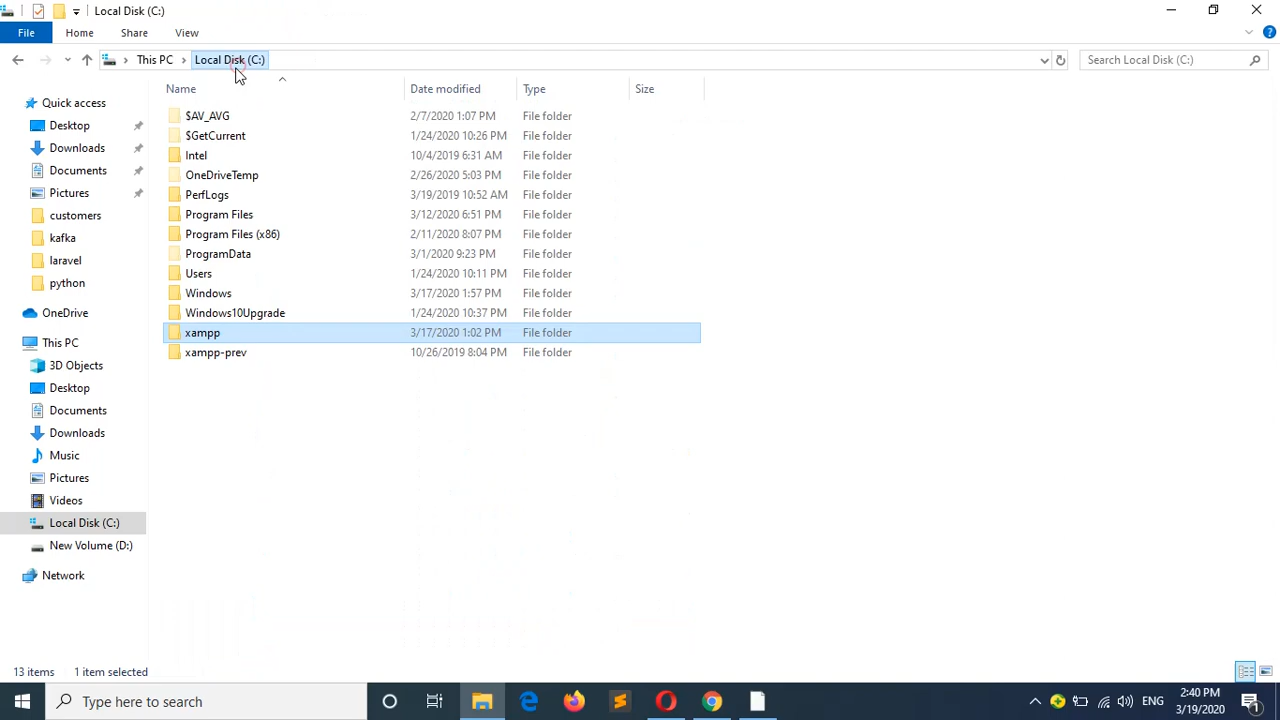 Local Disk (C:)
File Home Share View
This PC Local Disk (C:) Search Local Disk (C:)
Name Date modified Type Size
Quick access
Desktop
Downloads
Documents
Pictures
customers
kafka
laravel
python
OneDrive
This PC
3D Objects
Desktop
Documents
Downloads
Music
Pictures
Videos
Local Disk (C:)
New Volume (D:)
Network
$AV_AVG 2/7/2020 1:07 PM File folder
$GetCurrent 1/24/2020 10:26 PM File folder
Intel 10/4/2019 6:31 AM File folder
OneDriveTemp 2/26/2020 5:03 PM File folder
PerfLogs 3/19/2019 10:52 AM File folder
Program Files 3/12/2020 6:51 PM File folder
Program Files (x86) 2/11/2020 8:07 PM File folder
ProgramData 3/1/2020 9:23 PM File folder
Users 1/24/2020 10:11 PM File folder
Windows 3/17/2020 1:57 PM File folder
Windows10Upgrade 1/24/2020 10:37 PM File folder
xampp 3/17/2020 1:02 PM File folder
xampp-prev 10/26/2019 8:04 PM File folder
13 items 1 item selected
Type here to search
ENG
2:40 PM
3/19/2020
1